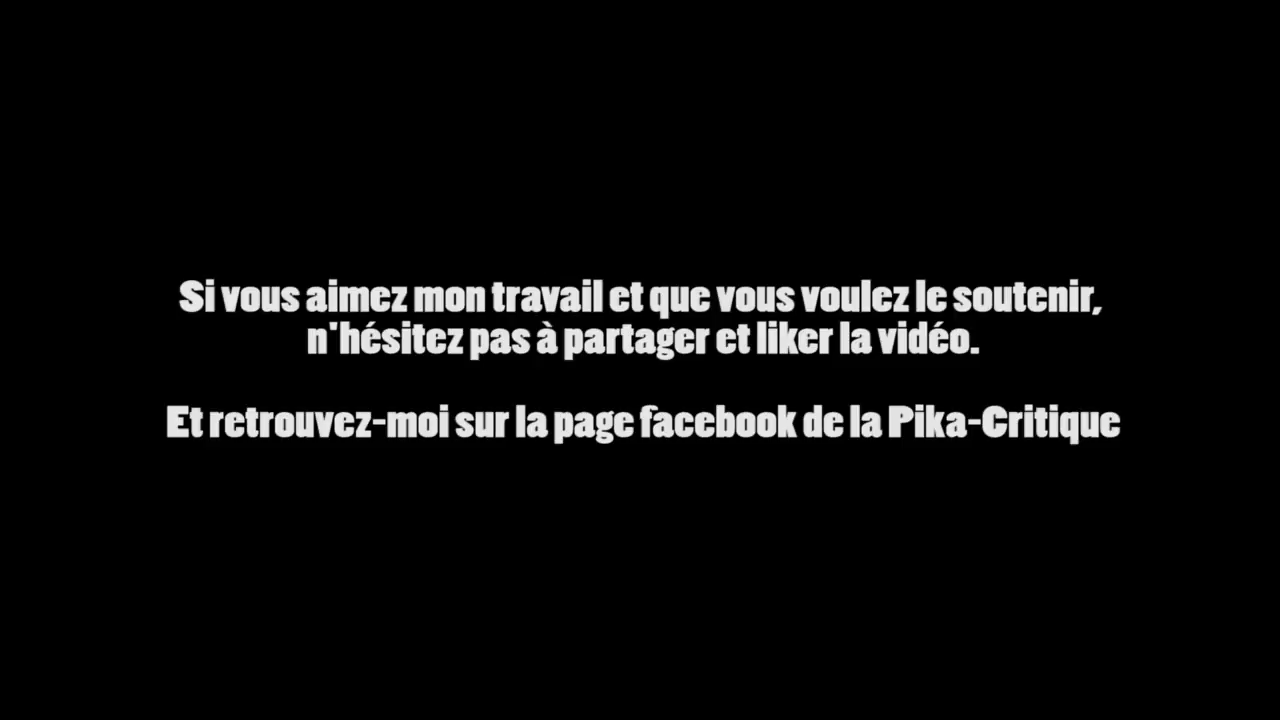 Si vous aimez mon travail et que vous voulez le soutenir,
n'hésitez pas à partager et liker la vidéo.
Et retrouvez-moi sur la page facebook de la Pika-Critique